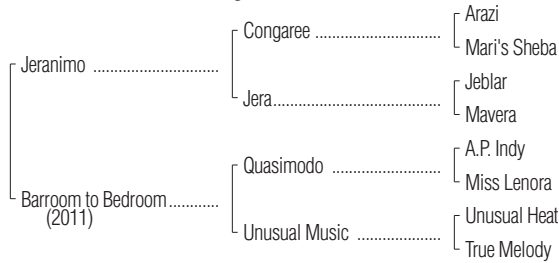 Arazi
Congaree ................................
Mari's Sheba
Jeranimo ................................
Jeblar
Jera................................
Mavera
A.P. Indy
Quasimodo ................................
Miss Lenora
Barroom to Bedroom............
(2011)
Unusual Heat
Unusual Music .....................
True Melody